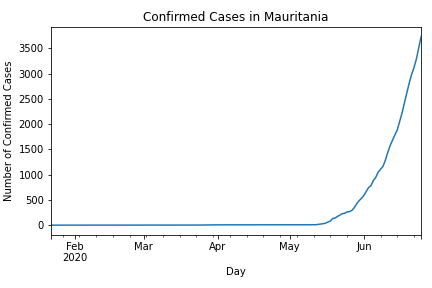 Confirmed Cases in Mauritania
Number of Confirmed Cases
3500
3000
2500
2000
1500
1000
500
0
Feb Mar Apr May Jun
2020
Day